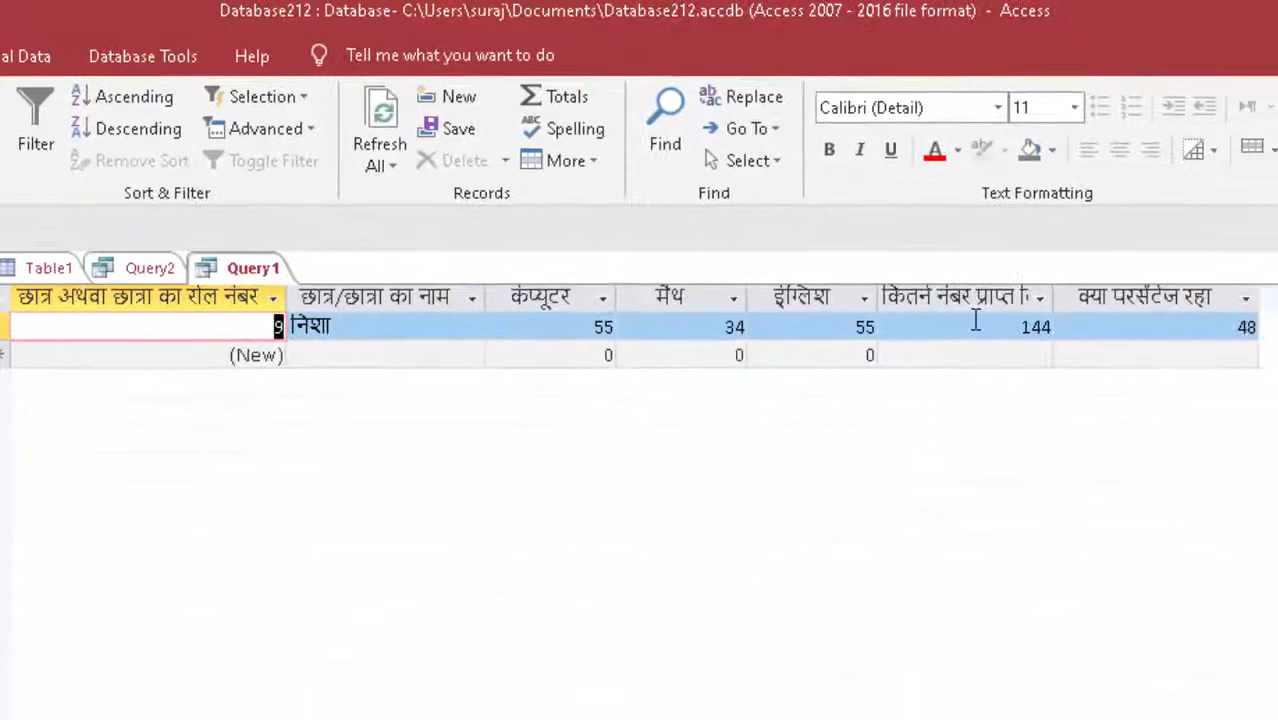 Database212 : Database- C:\Users\suraj\Documents\Database212.accdb (Access 2007 - 2016 file format) - Access
al Data Database Tools Help Tell me what you want to do
Filter Ascending Selection Refresh All New Totals Find Replace Calibri (Detail) 11
Descending Advanced Save Spelling Go To
Remove Sort Toggle Filter Delete More Select B I U A
Sort & Filter Records Find Text Formatting
Table1 Query2 Query1
छात्र अथवा छात्रा का रोल नंबर छात्र/छात्रा का नाम कंप्यूटर मैथ इंग्लिश कितने नंबर प्राप्त क्या परसेंटेज रहा
9 निशा 55 34 55 144 48
(New) 0 0 0